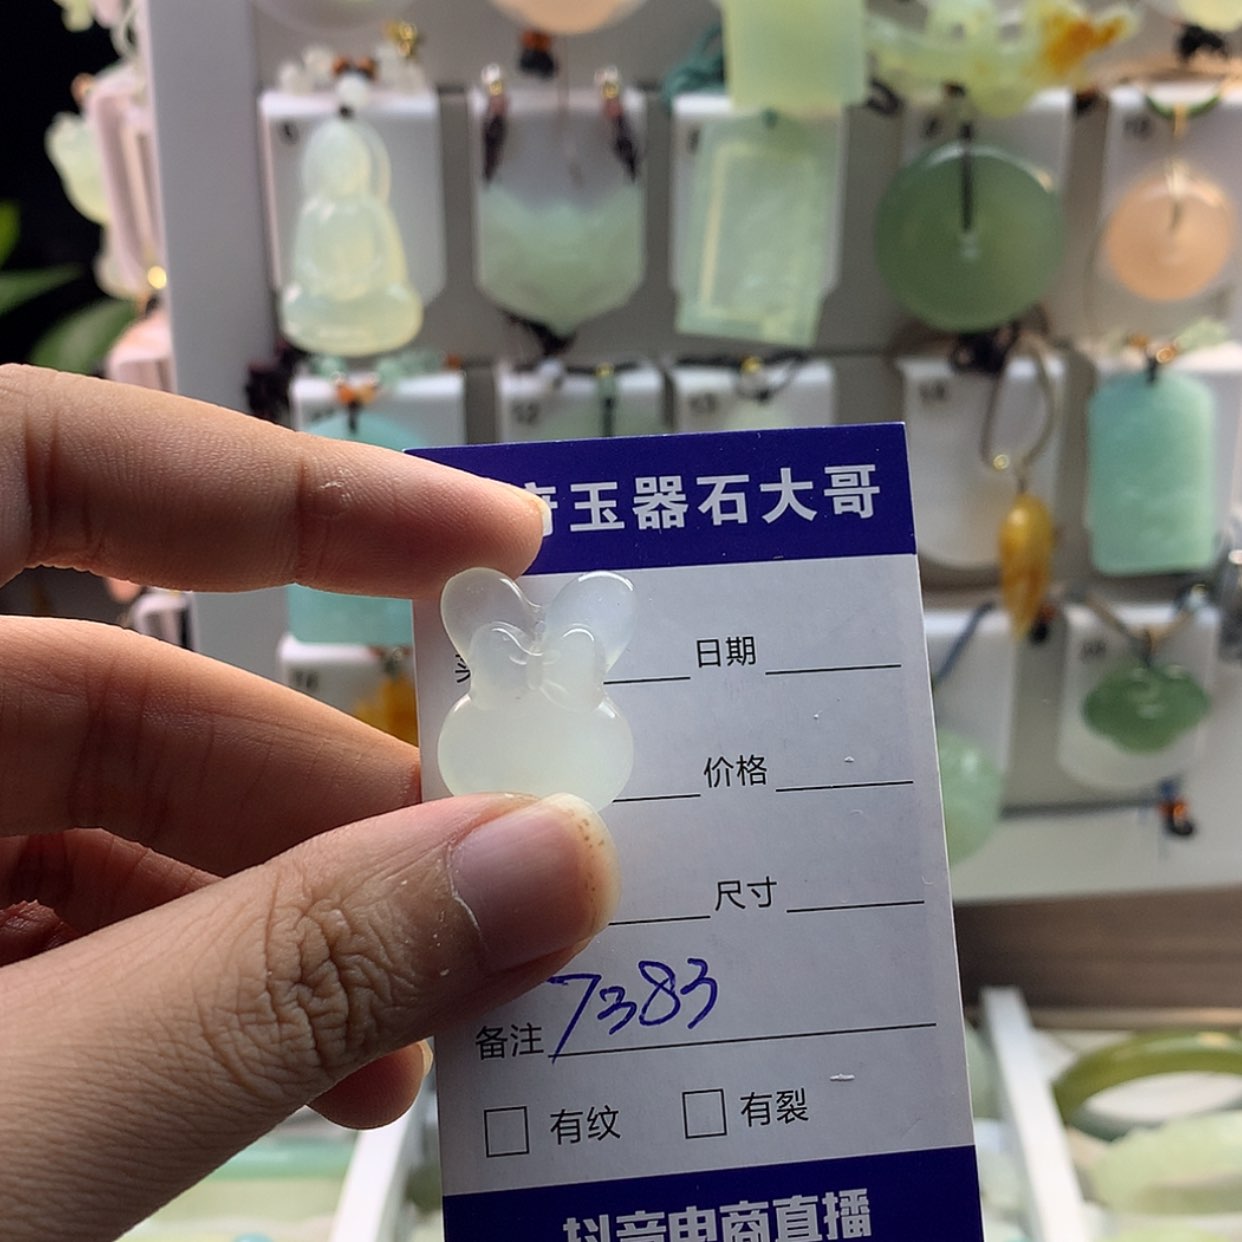 玉器石大哥
日期
价格
尺寸
备注 7383
有纹 有裂
抖音电商直播
12